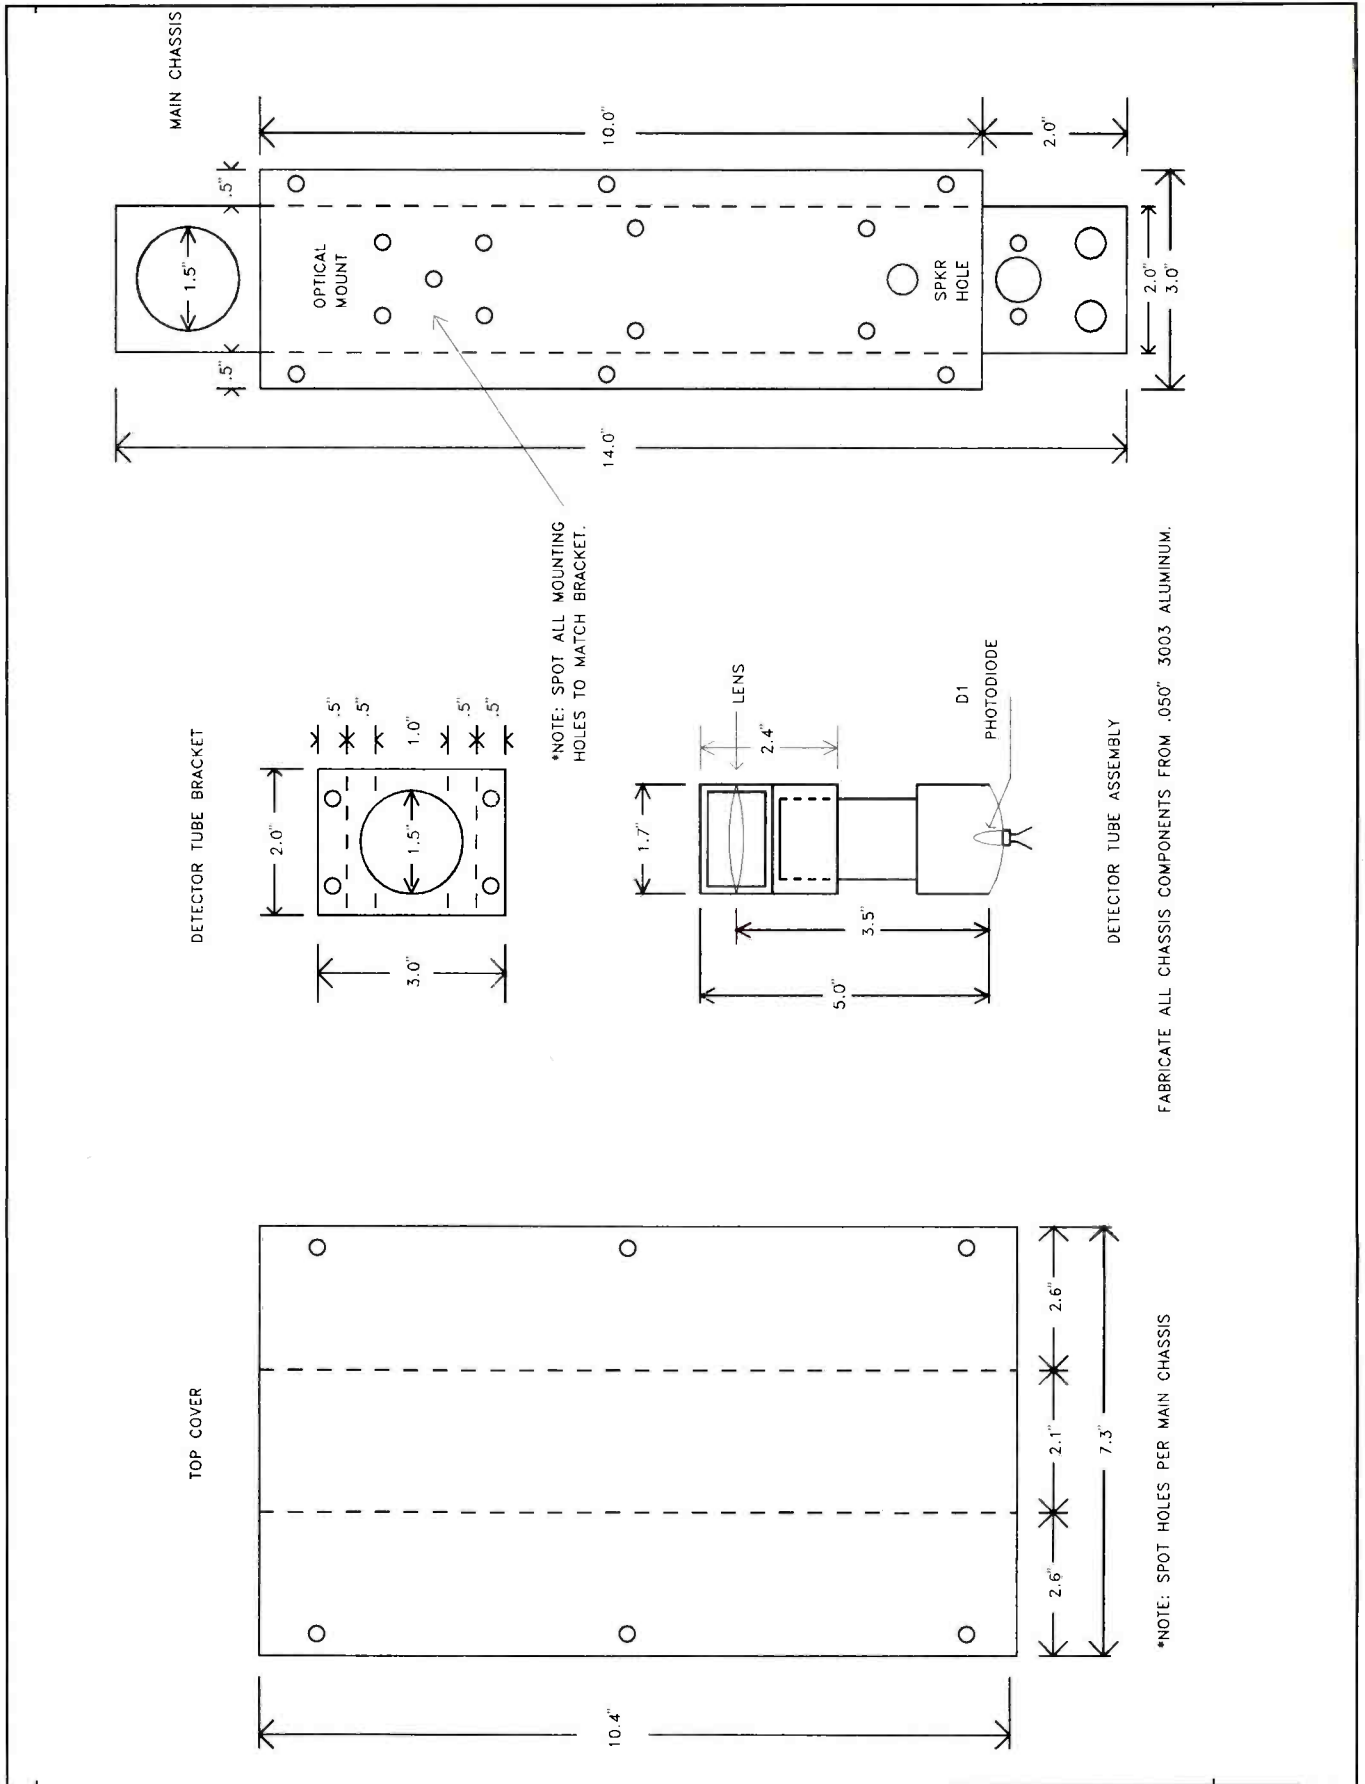 TOP COVER
10.4"
2.6"
2.1"
2.6"
7.3"
*NOTE: SPOT HOLES PER MAIN CHASSIS
DETECTOR TUBE BRACKET
2.0"
3.0"
1.5"
.5"
.5"
1.0"
.5"
.5"
*NOTE: SPOT ALL MOUNTING
HOLES TO MATCH BRACKET.
1.7"
5.0"
3.5"
2.4"
LENS
D1
PHOTODIODE
DETECTOR TUBE ASSEMBLY
FABRICATE ALL CHASSIS COMPONENTS FROM .050" 3003 ALUMINUM.
MAIN CHASSIS
14.0"
.5"
1.5"
.5"
OPTICAL
MOUNT
10.0"
SPKR
HOLE
2.0"
2.0"
3.0"